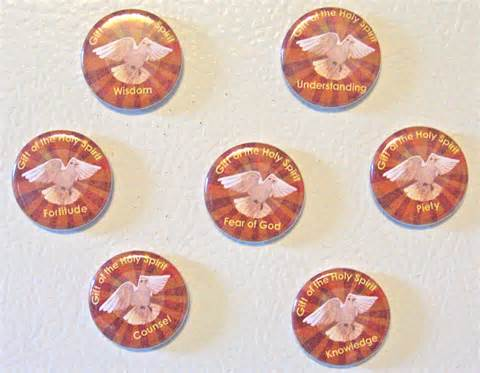 Gift of the Holy Spirit
Wisdom
Gift of the Holy Spirit
Understanding
Gift of the Holy Spirit
Fortitude
Gift of the Holy Spirit
Fear of God
Gift of the Holy Spirit
Piety
Gift of the Holy Spirit
Counsel
Gift of the Holy Spirit
Knowledge